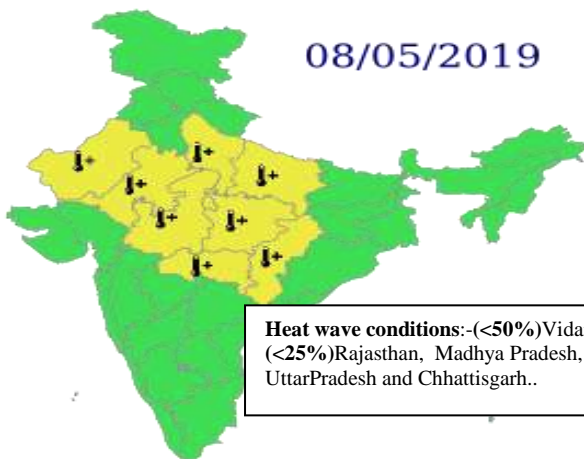 08/05/2019
Heat wave conditions:-(<50%)Vida
(<25%)Rajasthan, Madhya Pradesh,
UttarPradesh and Chhattisgarh..